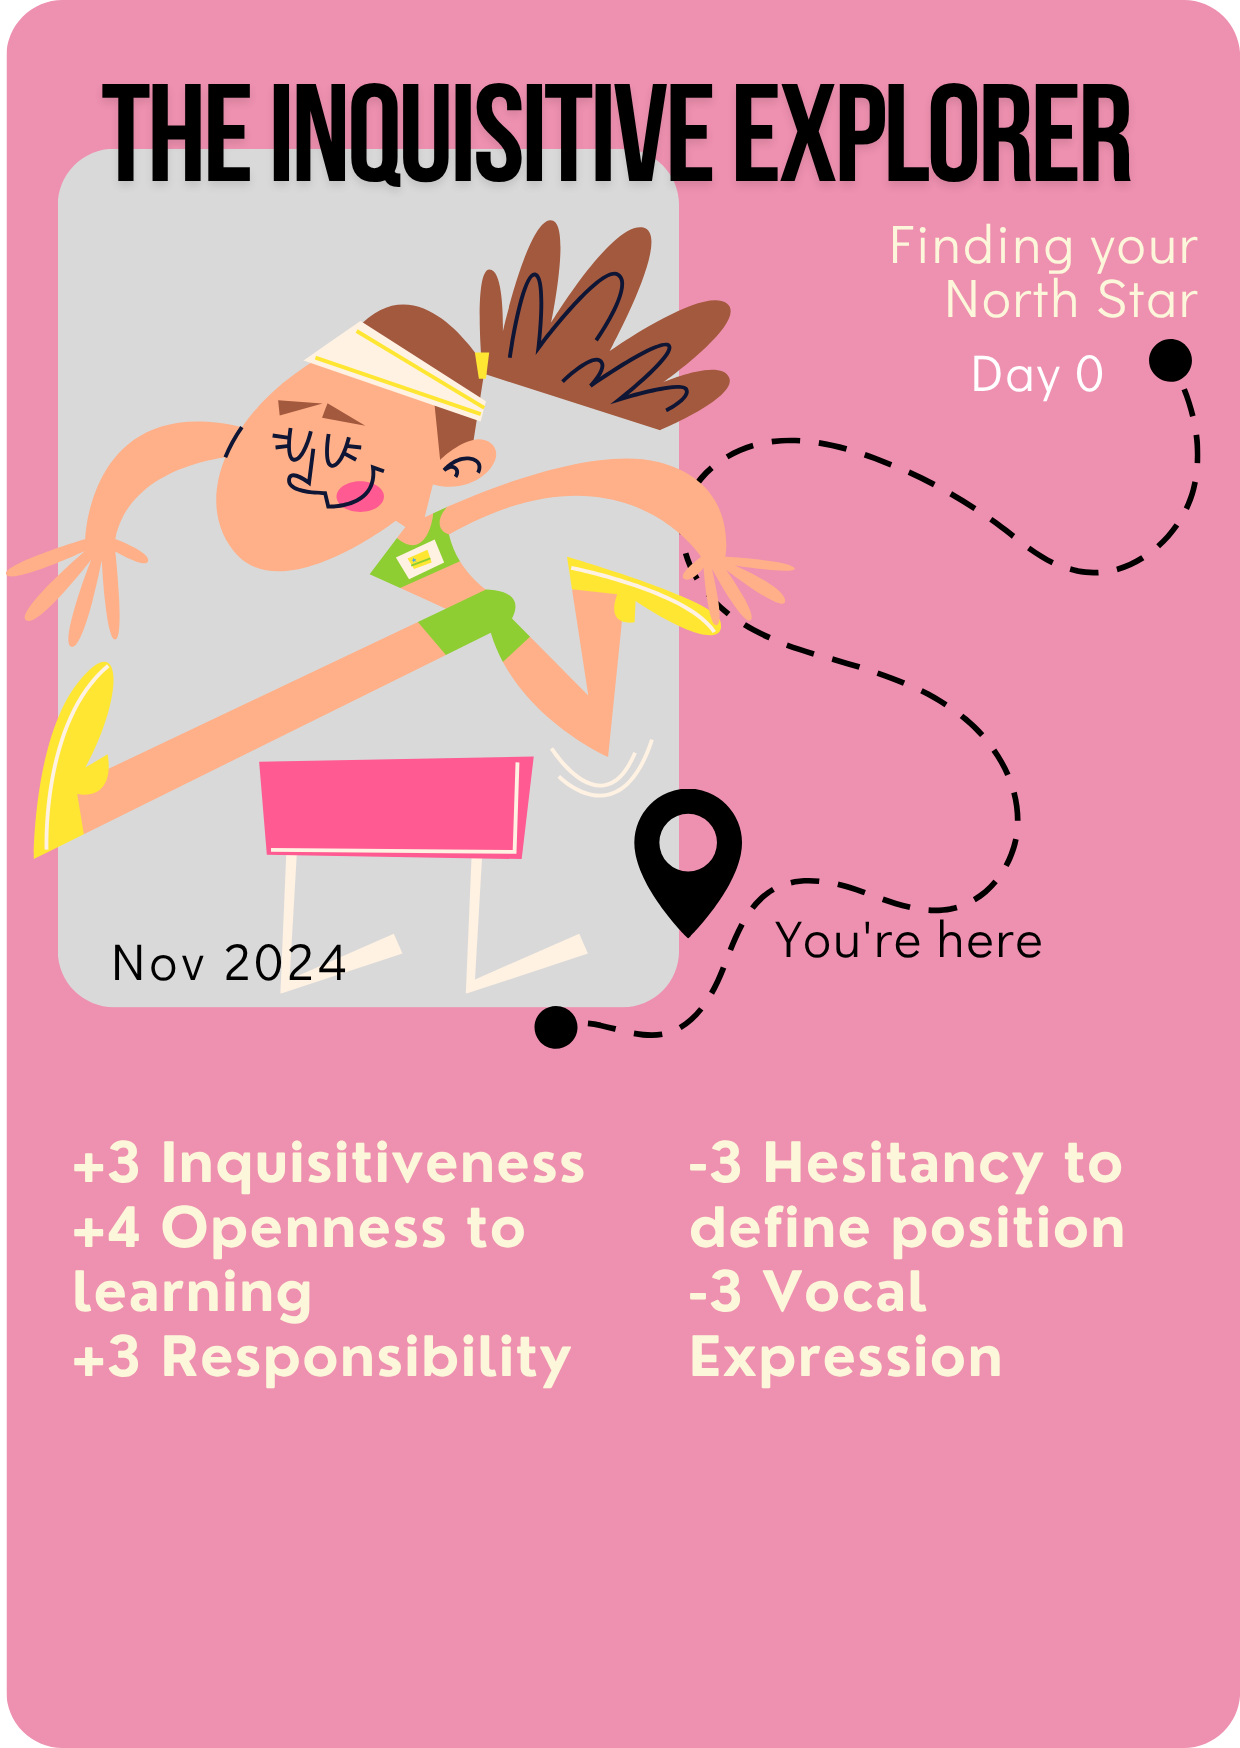 THE INQUISITIVE EXPLORER
Finding your
North Star
Day 0
You're here
Nov 2024
+3 Inquisitiveness
+4 Openness to
learning
+3 Responsibility
-3 Hesitancy to
define position
-3 Vocal
Expression